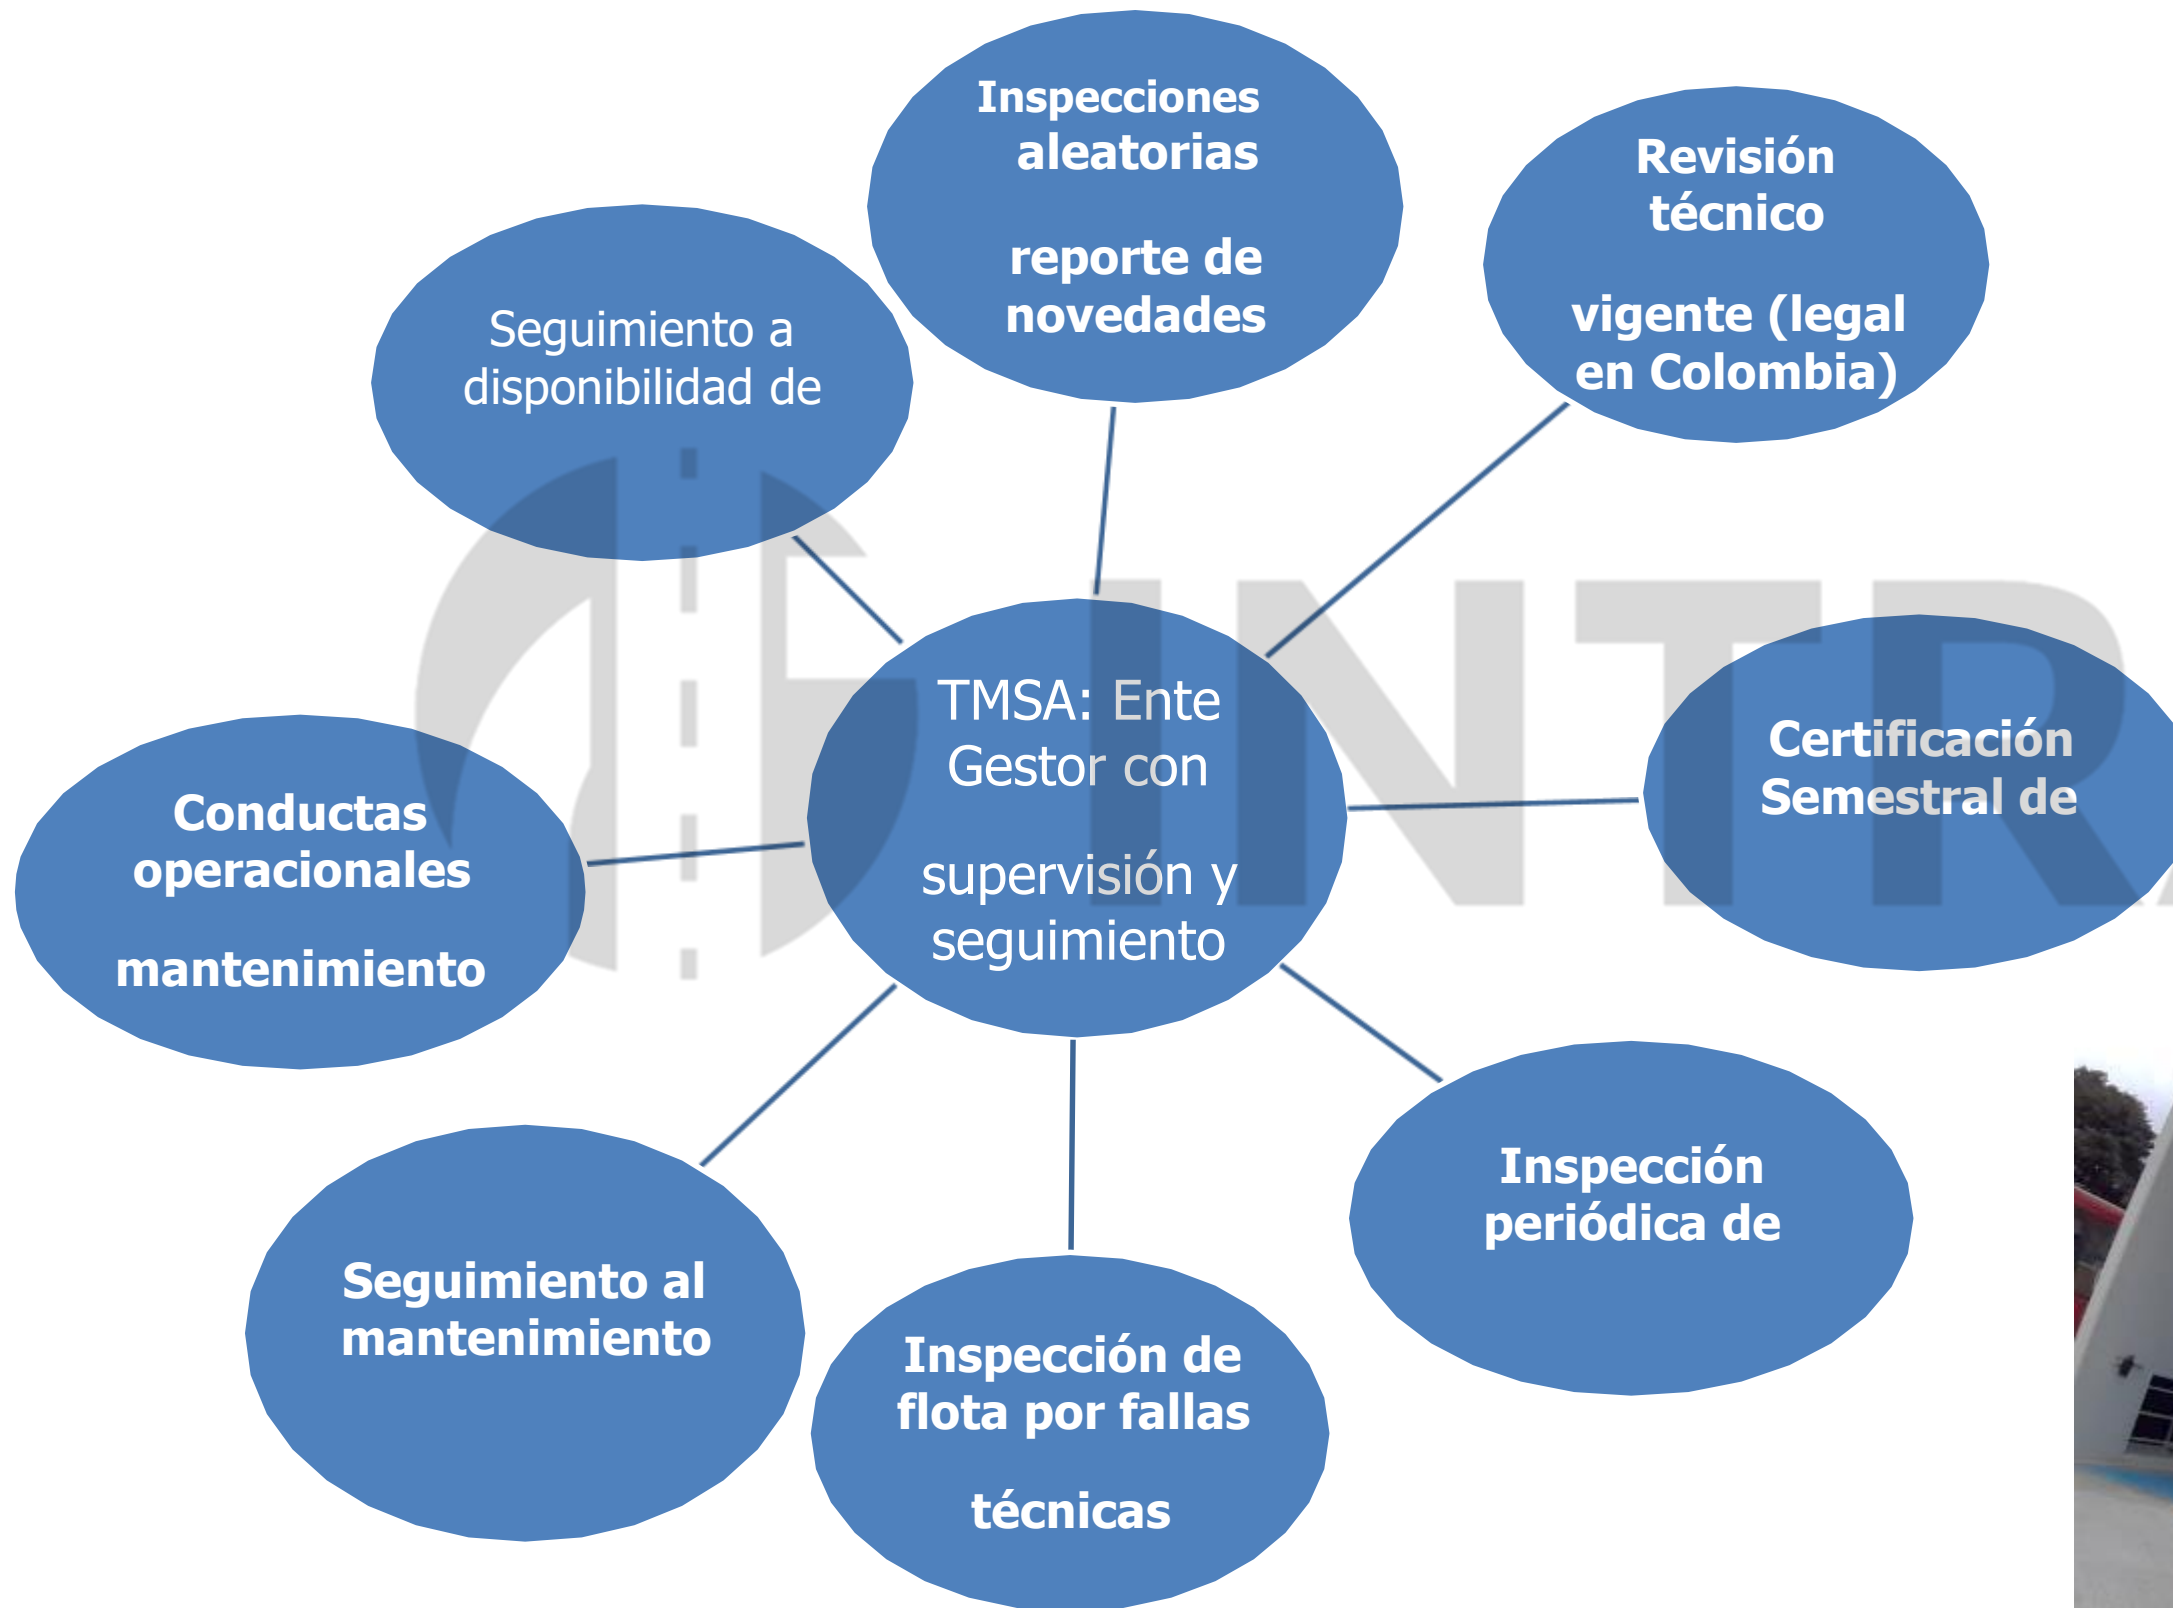 Inspecciones
aleatorias
reporte de
novedades
Revisión
técnico
vigente (legal
en Colombia)
Seguimiento a
disponibilidad de
TMSA: Ente
Gestor con
supervisión y
seguimiento
Certificación
Semestral de
Conductas
operacionales
mantenimiento
Inspección
periódica de
Seguimiento al
mantenimiento
Inspección de
flota por fallas
técnicas
INTRA